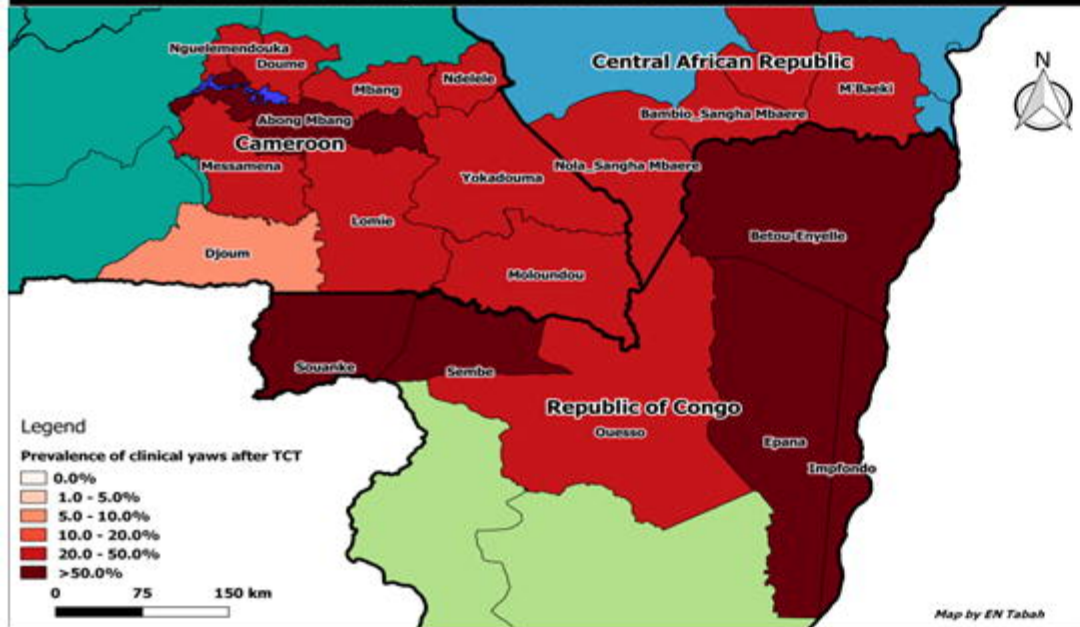 Nguelemendouka
Doume
Mbang
Ndelele
Central African Republic
N
M'Baeki
Bambio_Sangha Mbaere
Abong Mbang
Cameroon
Messamena
Nola_Sangha Mbaere
Yokadouma
Lomie
Betou-Enyelle
Djoum
Moloundou
Souanke
Sembe
Republic of Congo
Ouesso
Epana
Impfondo
Legend
Prevalence of clinical yaws after TCT
0.0%
1.0 - 5.0%
5.0 - 10.0%
10.0 - 20.0%
20.0 - 50.0%
>50.0%
0 75 150 km
Map by EN Tabah